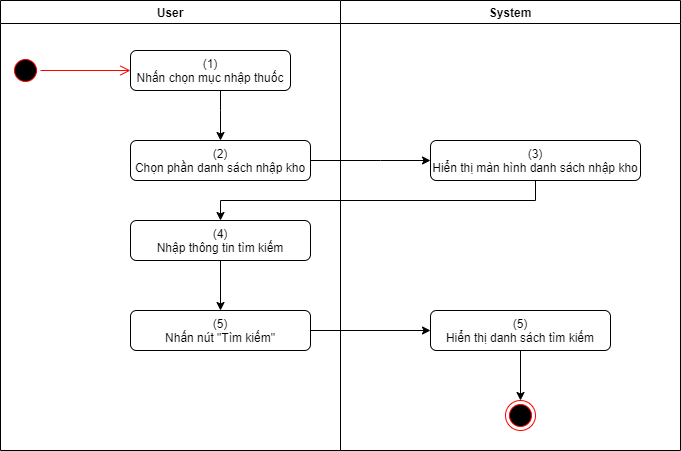 User
System
(1)
Nhấn chọn mục nhập thuốc
(2)
Chọn phần danh sách nhập kho
(3)
Hiển thị màn hình danh sách nhập kho
(4)
Nhập thông tin tìm kiếm
(5)
Nhấn nút "Tìm kiếm"
(5)
Hiển thị danh sách tìm kiếm